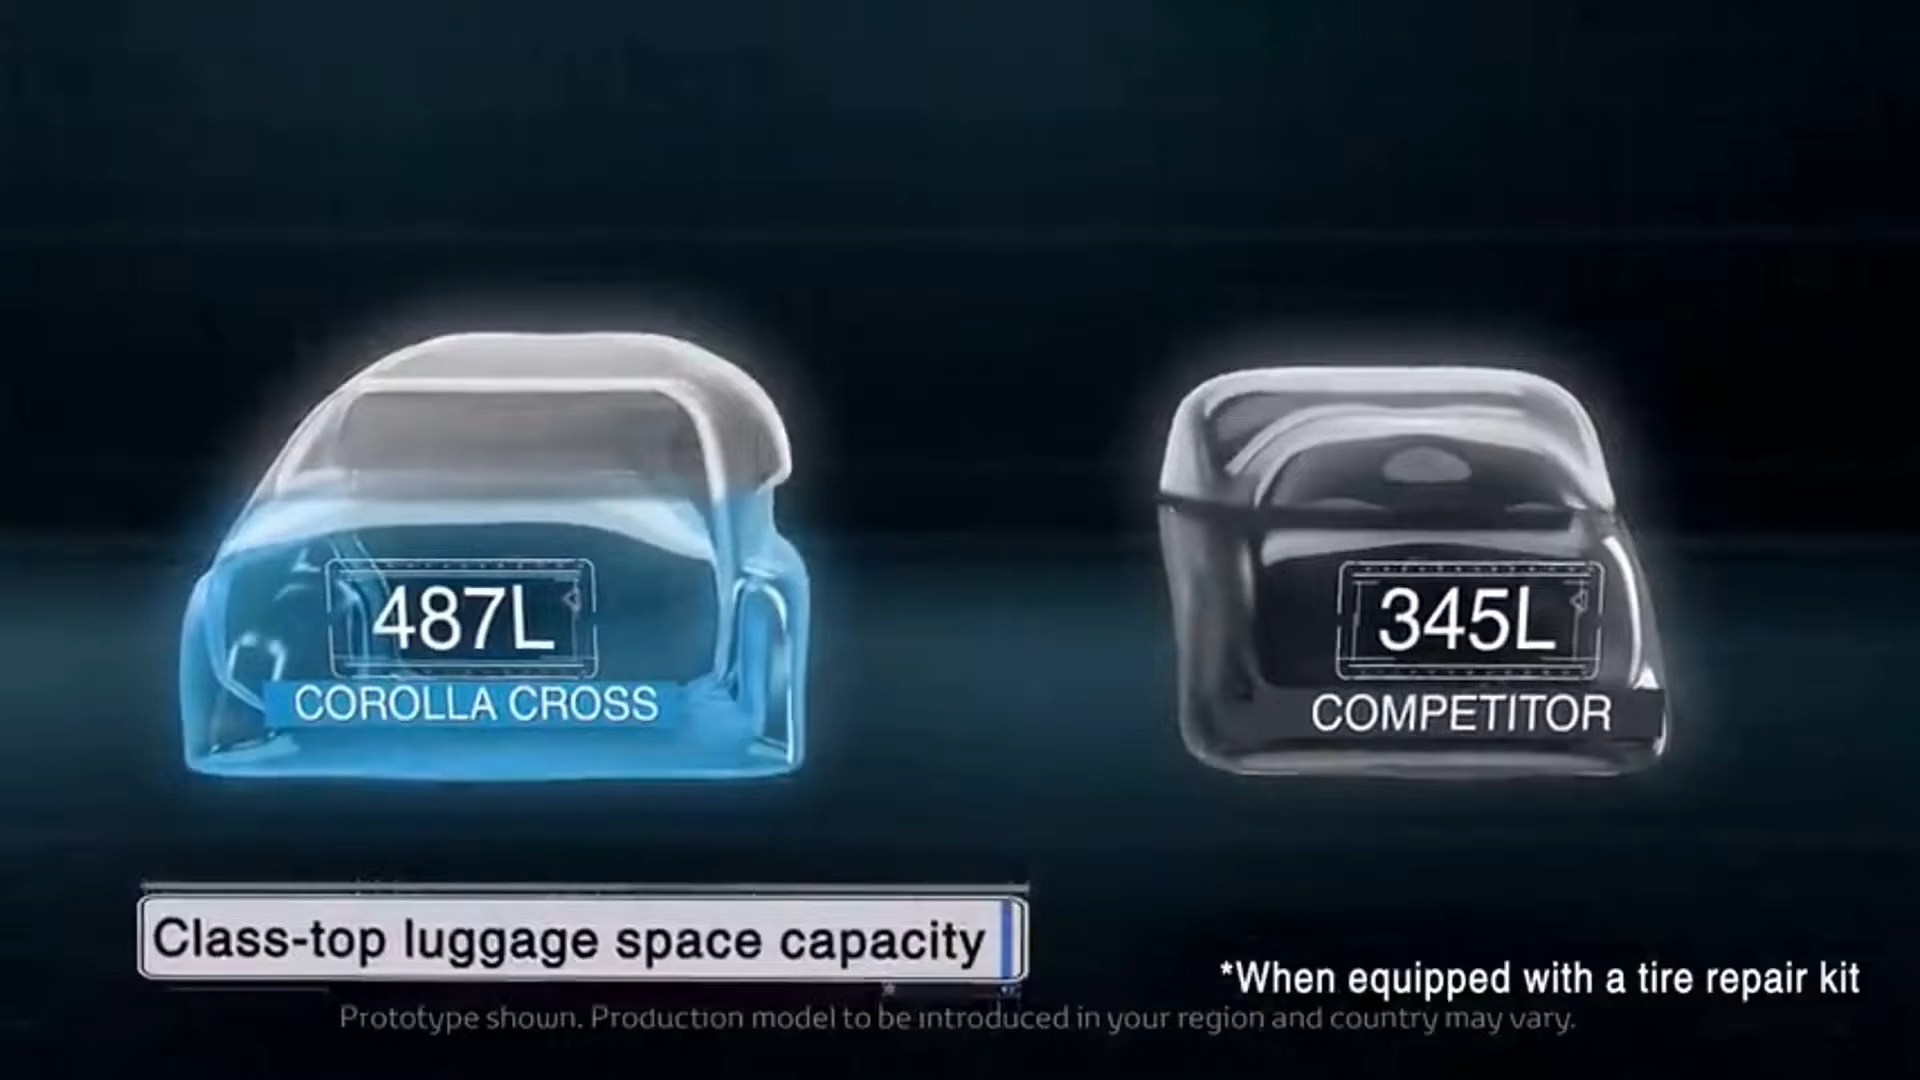 487L
COROLLA CROSS
345L
COMPETITOR
Class-top luggage space capacity
*When equipped with a tire repair kit
Prototype shown. Production model to be introduced in your region and country may vary.